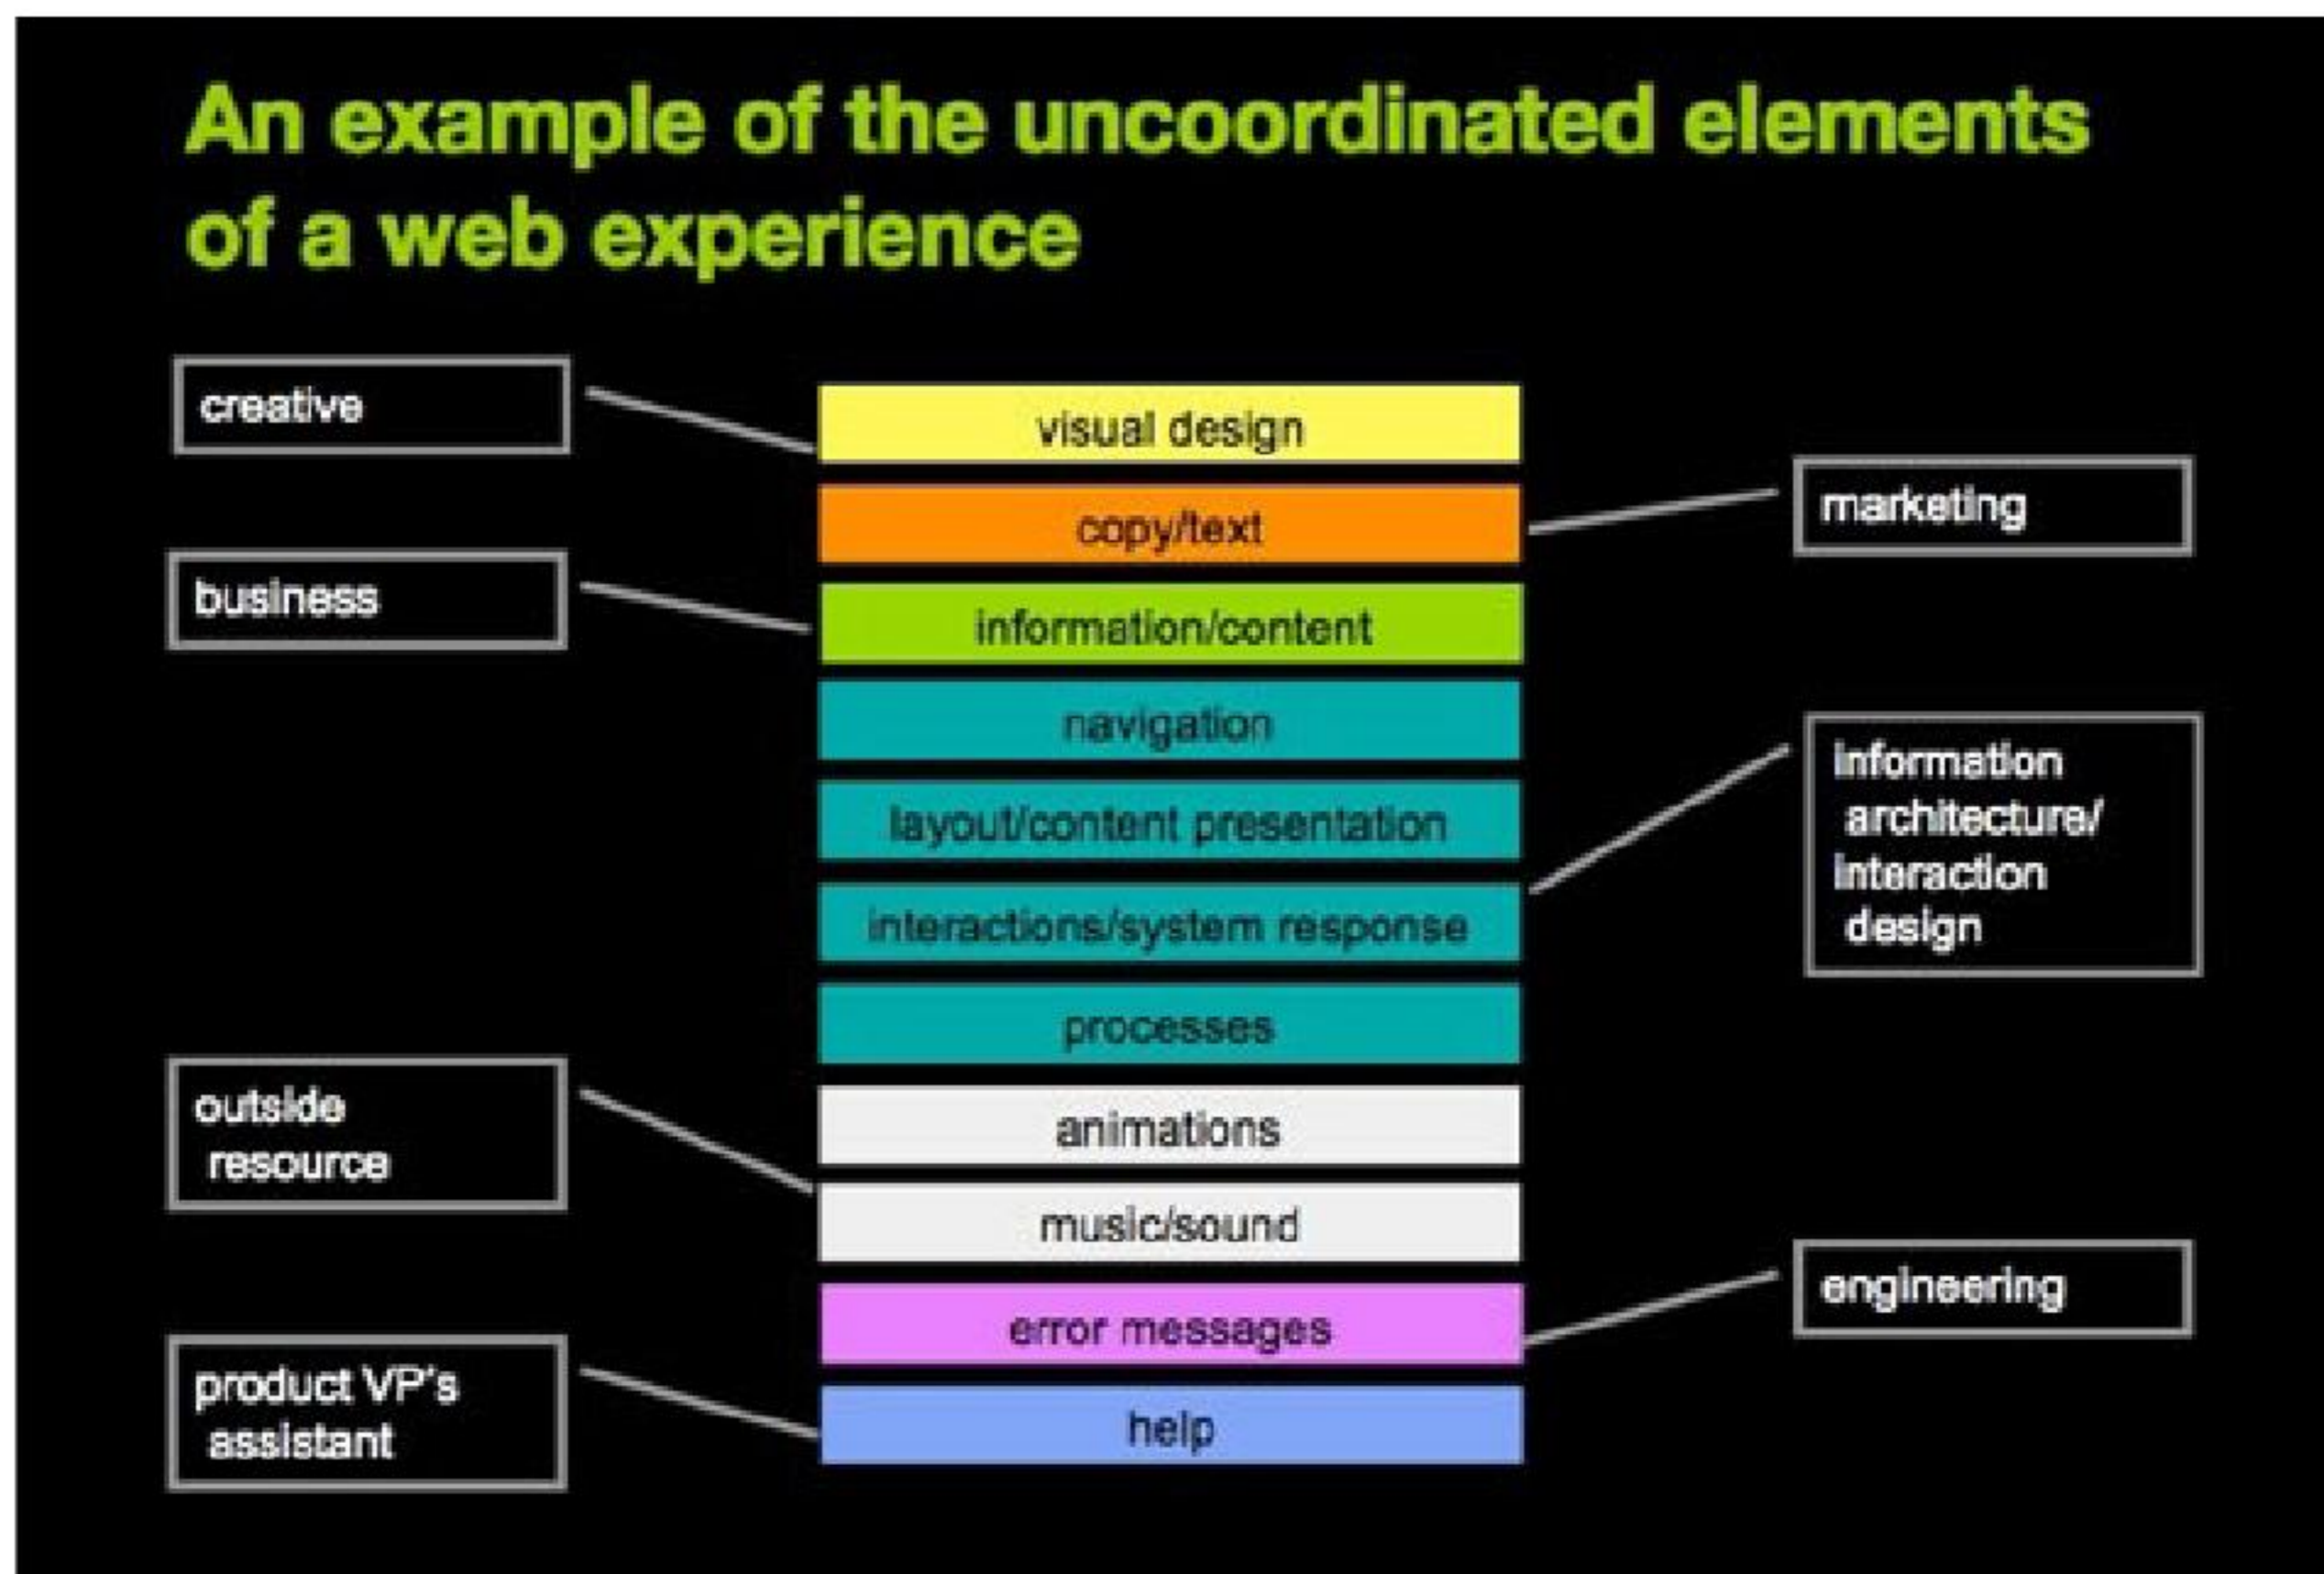 An example of the uncoordinated elements
of a web experience
creative
visual design
marketing
copy/text
business
information/content
navigation
information
architecture/
interaction
design
layout/content presentation
interactions/system response
processes
outside
resource
animations
music/sound
engineering
error messages
product VP's
assistant
help